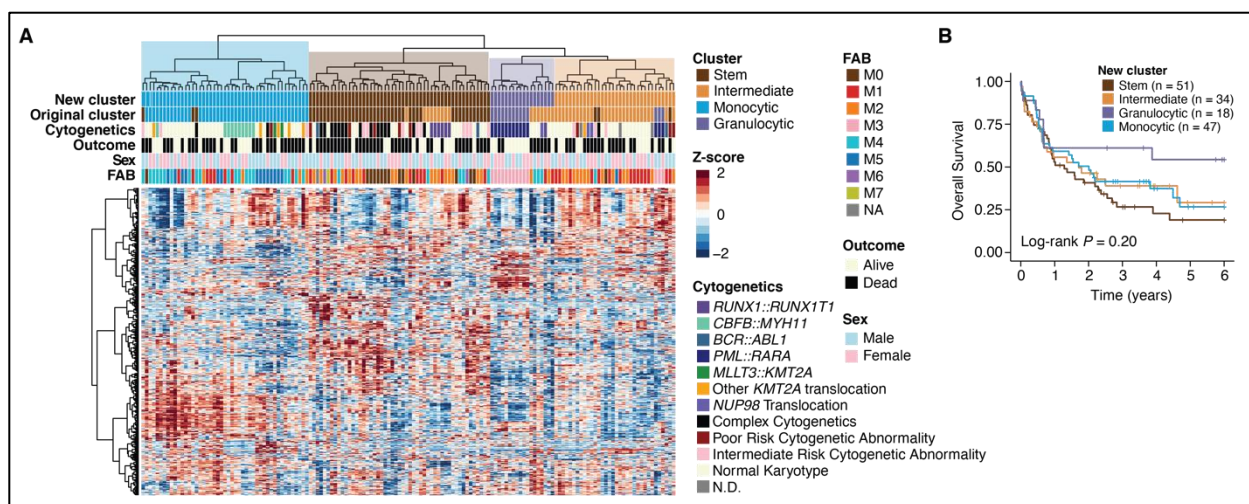 A
New cluster
Original cluster
Cytogenetics
Outcome
Sex
FAB
Cluster
Stem
Intermediate
Monocytic
Granulocytic
Z-score
2
0
−2
Cytogenetics
RUNX1::RUNX1T1
CBFB::MYH11
BCR::ABL1
PML::RARA
MLLT3::KMT2A
Other KMT2A translocation
NUP98 Translocation
Complex Cytogenetics
Poor Risk Cytogenetic Abnormality
Intermediate Risk Cytogenetic Abnormality
Normal Karyotype
N.D.
FAB
M0
M1
M2
M3
M4
M5
M6
M7
NA
Outcome
Alive
Dead
Sex
Male
Female
B
New cluster
Stem (n = 51)
Intermediate (n = 34)
Granulocytic (n = 18)
Monocytic (n = 47)
Overall Survival
1.00
0.75
0.50
0.25
0.00
Log-rank P = 0.20
0 1 2 3 4 5 6
Time (years)